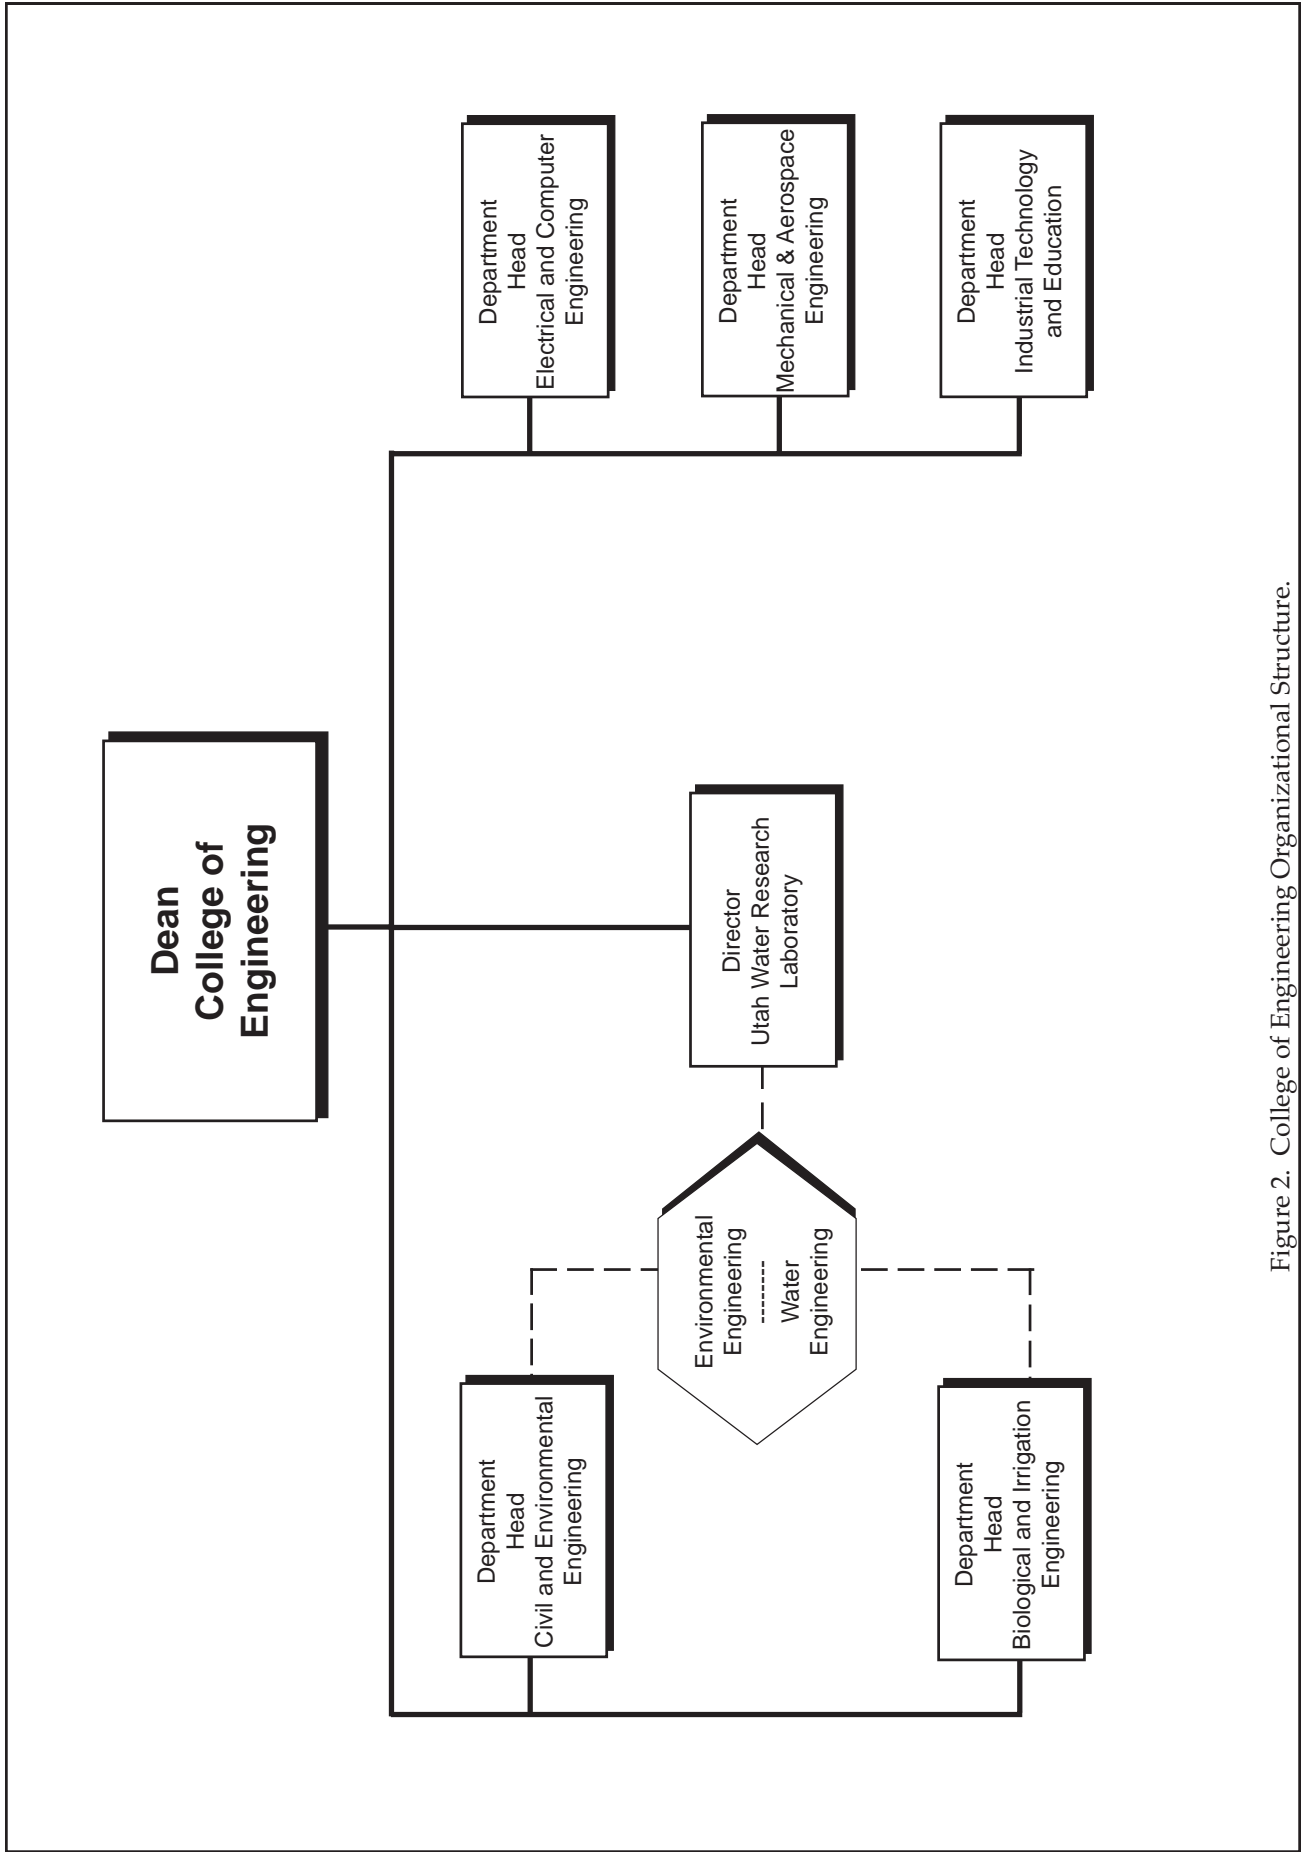 Dean
College of
Engineering
Department
Head
Civil and Environmental
Engineering
Department
Head
Electrical and Computer
Engineering
Environmental
Engineering
---------
Water
Engineering
Director
Utah Water Research
Laboratory
Department
Head
Mechanical & Aerospace
Engineering
Department
Head
Biological and Irrigation
Engineering
Department
Head
Industrial Technology
and Education
Figure 2. College of Engineering Organizational Structure.